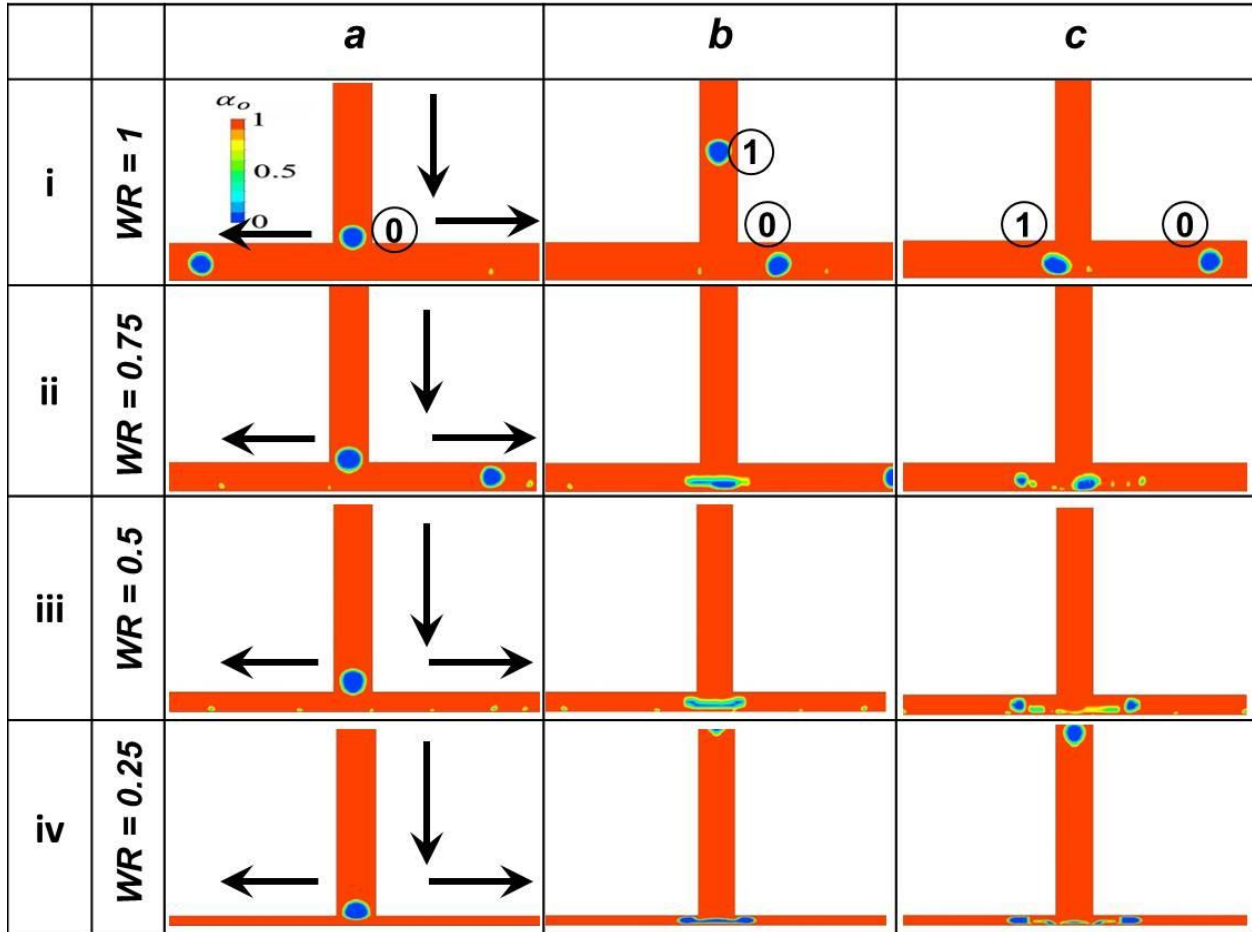 a b c
i WR = 1
αo
1
0.5
0
0
1
0
1
0
ii WR = 0.75
iii WR = 0.5
iv WR = 0.25